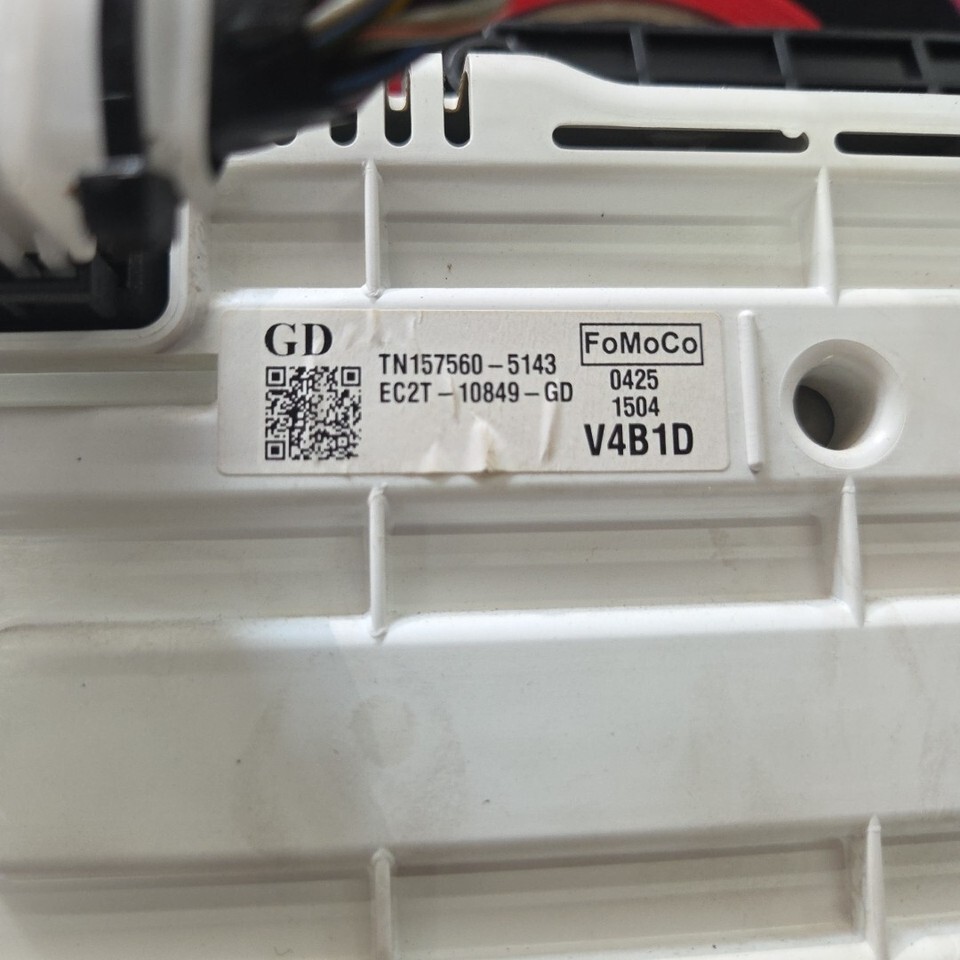 GD
TN157560-5143
EC2T-10849-GD
FoMoCo
0425
1504
V4B1D